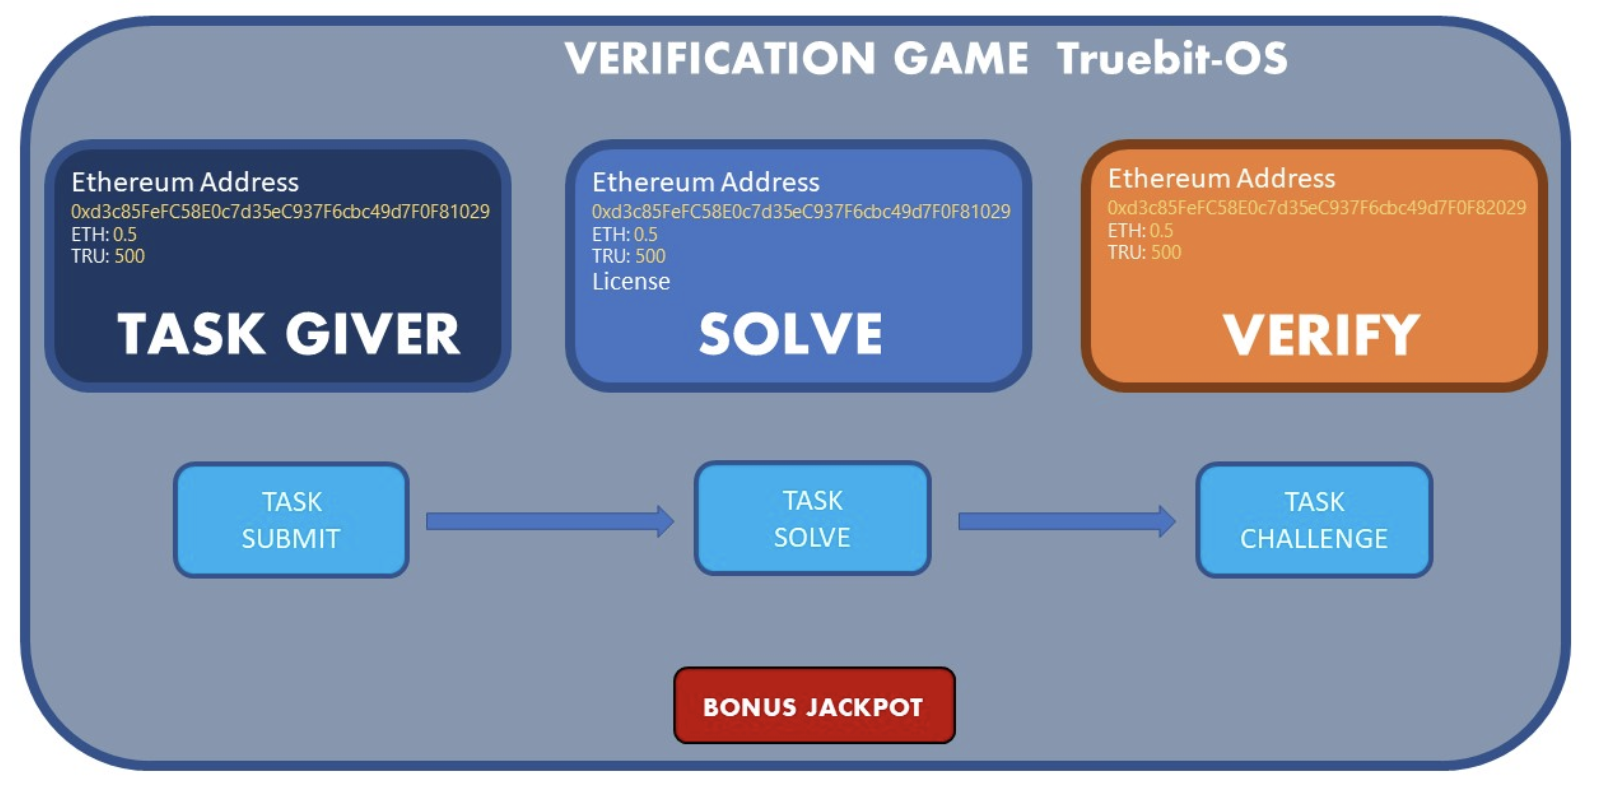 VERIFICATION GAME Truebit-OS
Ethereum Address
0xd3c85FeFC58E0c7d35eC937F6cbc49d7F0F81029
ETH: 0.5
TRU: 500
TASK GIVER
Ethereum Address
0xd3c85FeFC58E0c7d35eC937F6cbc49d7F0F81029
ETH: 0.5
TRU: 500
License
SOLVE
Ethereum Address
0xd3c85FeFC58E0c7d35eC937F6cbc49d7F0F82029
ETH: 0.5
TRU: 500
VERIFY
TASK
SUBMIT
TASK
SOLVE
TASK
CHALLENGE
BONUS JACKPOT